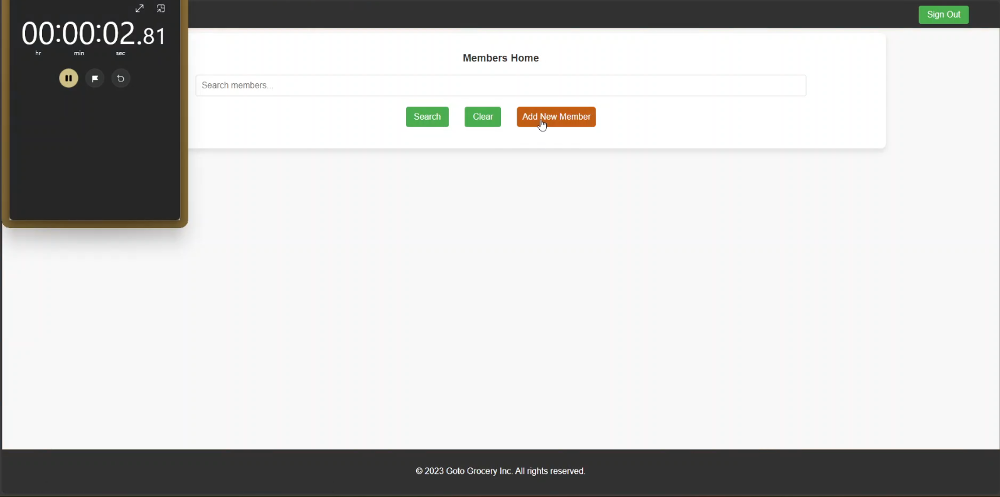 00:00:02.81
hr min sec
Sign Out
Members Home
Search members...
Search Clear Add New Member
© 2023 Goto Grocery Inc. All rights reserved.